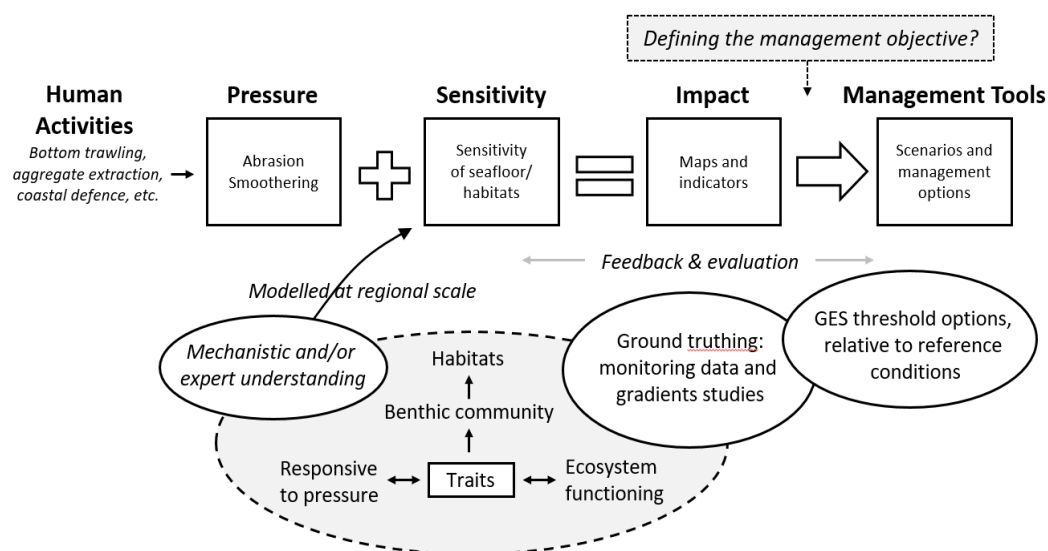 Defining the management objective?
Human
Activities
Bottom trawling,
aggregate extraction,
coastal defence, etc.
Pressure
Abrasion
Smoothering
Sensitivity
Sensitivity
of seafloor/
habitats
Impact
Maps and
indicators
Management Tools
Scenarios and
management
options
Feedback & evaluation
Modelled at regional scale
Mechanistic and/or
expert understanding
Habitats
Benthic community
Responsive
to pressure
Traits
Ecosystem
functioning
Ground truthing:
monitoring data and
gradients studies
GES threshold options,
relative to reference
conditions